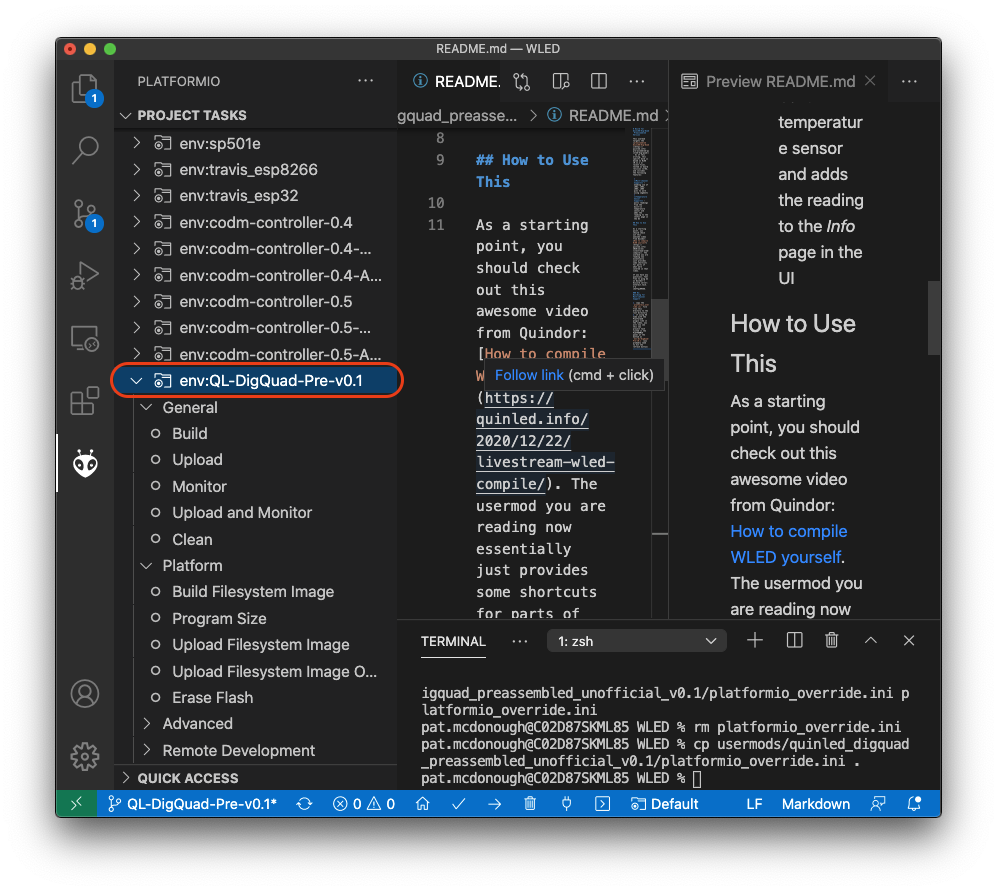 README.md — WLED
1
1
PLATFORMIO
PROJECT TASKS
env:sp501e
env:travis_esp8266
env:travis_esp32
env:codm-controller-0.4
env:codm-controller-0.4-...
env:codm-controller-0.4-A...
env:codm-controller-0.5
env:codm-controller-0.5-...
env:codm-controller-0.5-A...
env:QL-DigQuad-Pre-v0.1
General
Build
Upload
Monitor
Upload and Monitor
Clean
Platform
Build Filesystem Image
Program Size
Upload Filesystem Image
Upload Filesystem Image O...
Erase Flash
Advanced
Remote Development
QUICK ACCESS
README.
gquad_preasse... > README.md
8
9 ## How to Use
This
10
11 As a starting
point, you
should check
out this
awesome video
from Quindor:
[How to compile
Follow link (cmd + click)
(https://
quinled.info/
2020/12/22/
livestream-wled-
compile/). The
usermod you are
reading now
essentially
just provides
some shortcuts
for parts of
Preview README.md
temperatur
e sensor
and adds
the reading
to the Info
page in the
UI
How to Use
This
As a starting
point, you should
check out this
awesome video
from Quindor:
How to compile
WLED yourself.
The usermod you
are reading now
TERMINAL
1: zsh
igquad_preassembled_unofficial_v0.1/platformio_override.ini p
latformio_override.ini
pat.mcdonough@C02D87SKML85 WLED % rm platformio_override.ini
pat.mcdonough@C02D87SKML85 WLED % cp usermods/quinled_digquad
_preassembled_unofficial_v0.1/platformio_override.ini .
pat.mcdonough@C02D87SKML85 WLED %
QL-DigQuad-Pre-v0.1* 0 0 Default LF Markdown